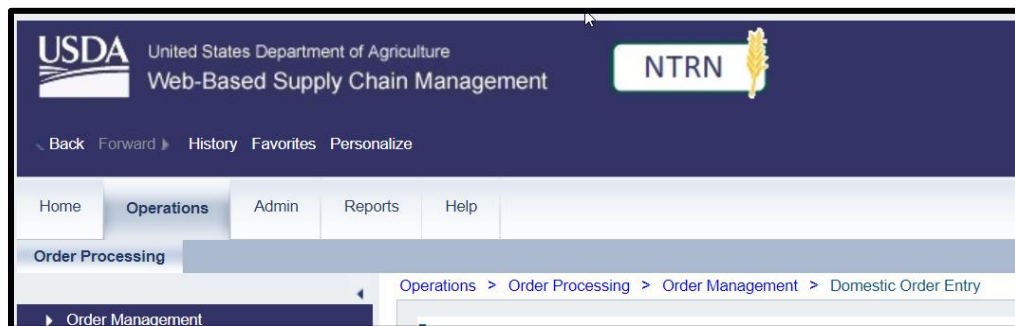 USDA
United States Department of Agriculture
Web-Based Supply Chain Management
NTRN
Back Forward History Favorites Personalize
Home Operations Admin Reports Help
Order Processing
Operations > Order Processing > Order Management > Domestic Order Entry
Order Management